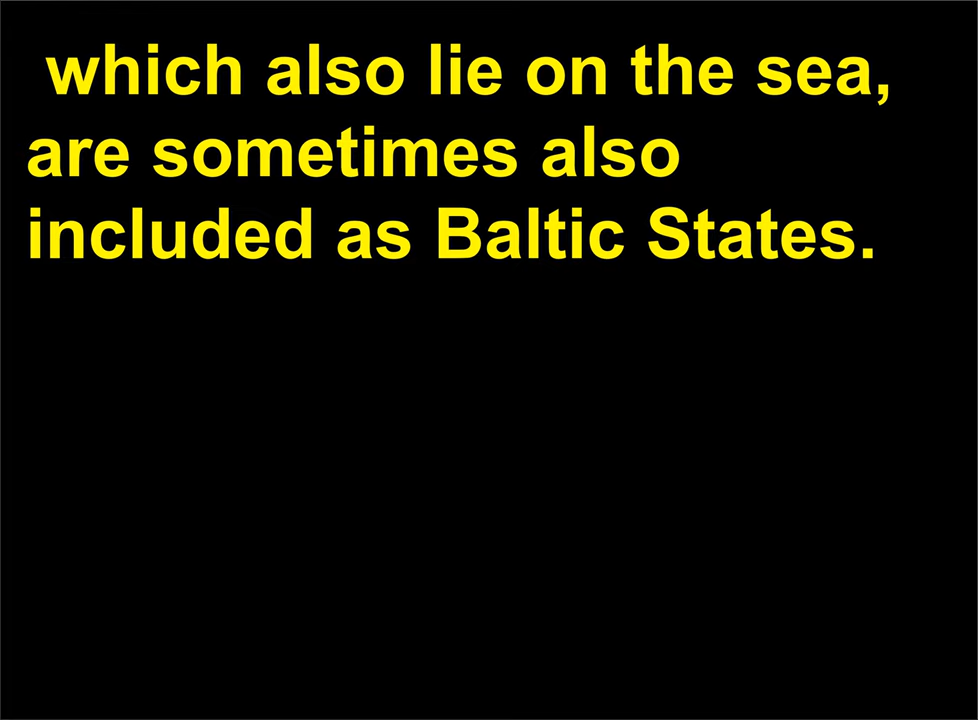 which also lie on the sea,
are sometimes also
included as Baltic States.